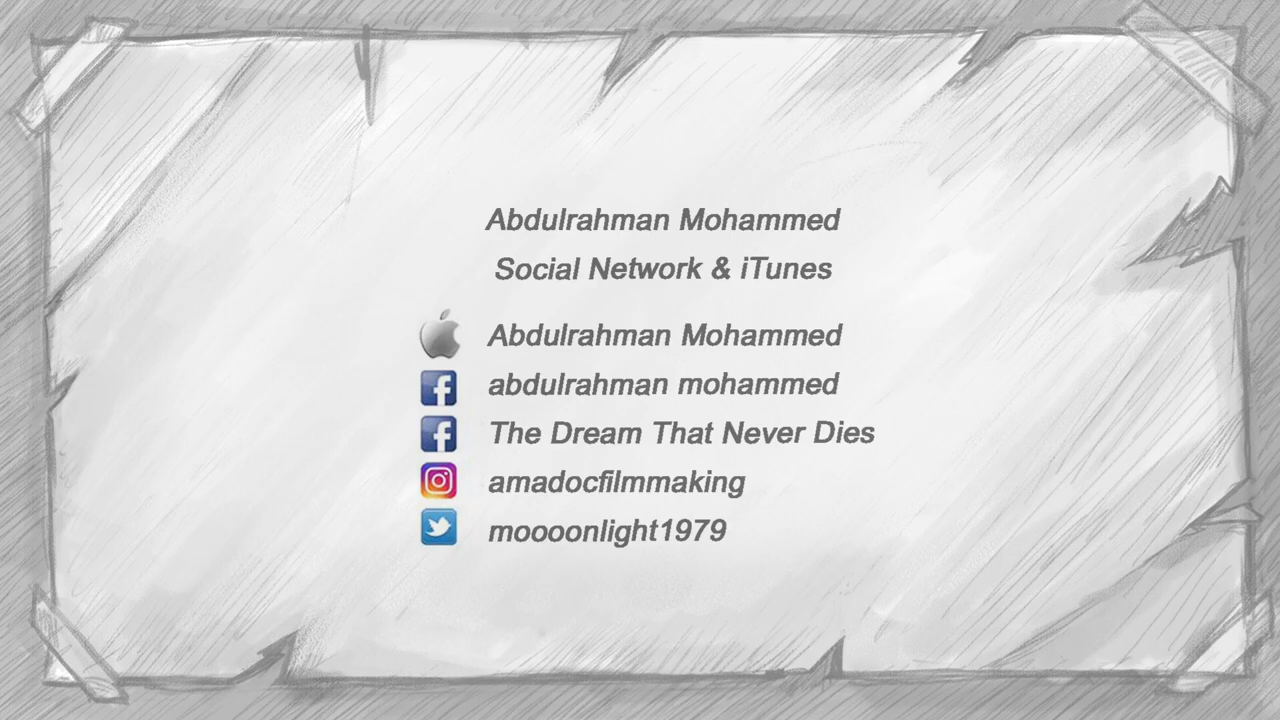 Abdulrahman Mohammed
Social Network & iTunes
Abdulrahman Mohammed
abdulrahman mohammed
The Dream That Never Dies
amadocfilmmaking
moooonlight1979